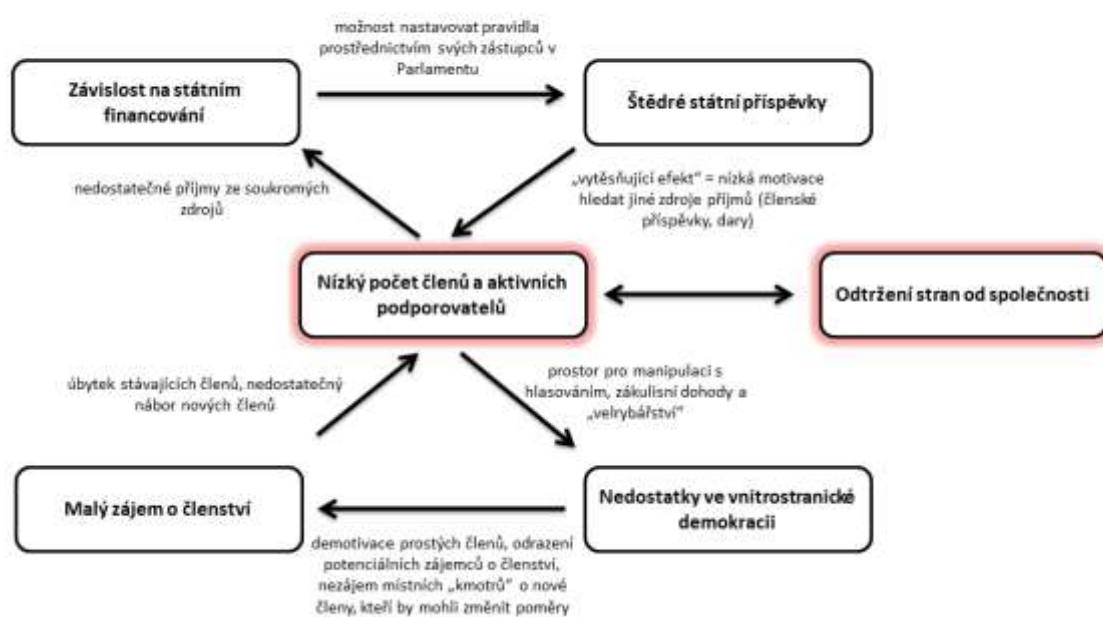 možnost nastavovat pravidla
prostřednictvím svých zástupců v
Parlamentu
Závislost na státním
financování
Štědré státní příspěvky
nedostatečné příjmy ze soukromých
zdrojů
„vytěsňující efekt“ = nízká motivace
hledat jiné zdroje příjmů (členské
příspěvky, dary)
Nízký počet členů a aktivních
podporovatelů
Odtržení stran od společnosti
úbytek stávajících členů, nedostatečný
nábor nových členů
prostor pro manipulaci s
hlasováním, zákulisní dohody a
„velrybářství“
Malý zájem o členství
Nedostatky ve vnitrostranické
demokracii
demotivace prostých členů, odrazení
potenciálních zájemců o členství,
nezájem místních „kmotrů“ o nové
členy, kteří by mohli změnit poměry